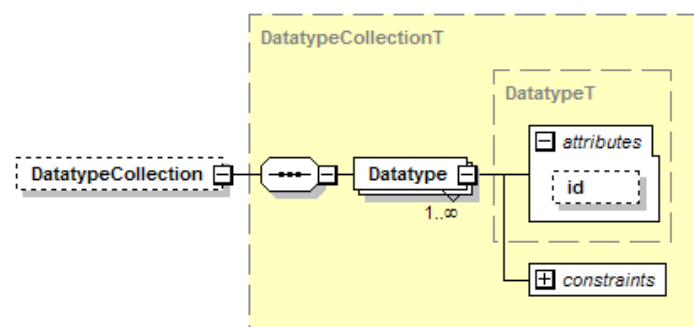 DatatypeCollectionT
DatatypeT
attributes
DatatypeCollection
Datatype
id
1..∞
constraints